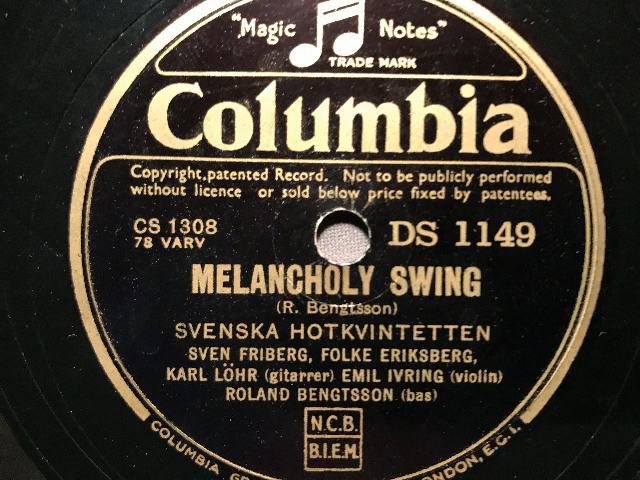 "Magic Notes"
TRADE MARK
Columbia
Copyright, patented Record. Not to be publicly performed
without licence or sold below price fixed by patentees.
CS 1308
78 VARV
DS 1149
MELANCHOLY SWING
(R. Bengtsson)
SVENSKA HOTKVINTETTEN
SVEN FRIBERG, FOLKE ERIKSBERG,
KARL LÖHR (gitarrer) EMIL IVRING (violin)
ROLAND BENGTSSON (bas)
N.C.B.
B.I.E.M.
COLUMBIA
E.C.1.